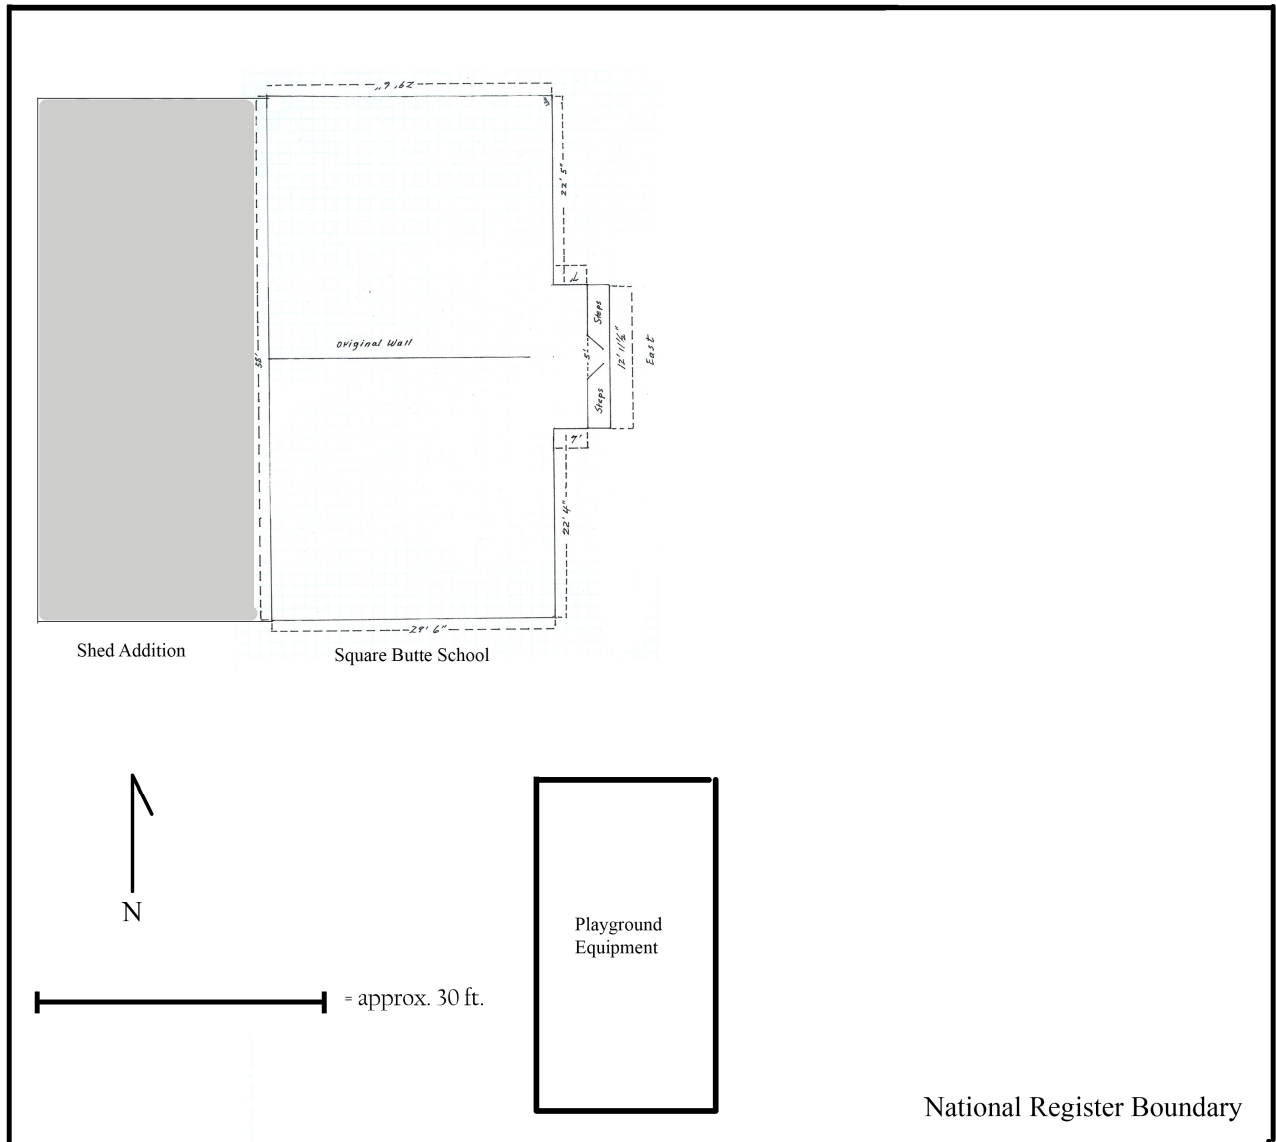 29' 6"
22' 5"
7'
Steps
original Wall
5'
12' 11½"
East
Steps
7'
22' 4"
29' 6"
Shed Addition
Square Butte School
N
Playground
Equipment
= approx. 30 ft.
National Register Boundary